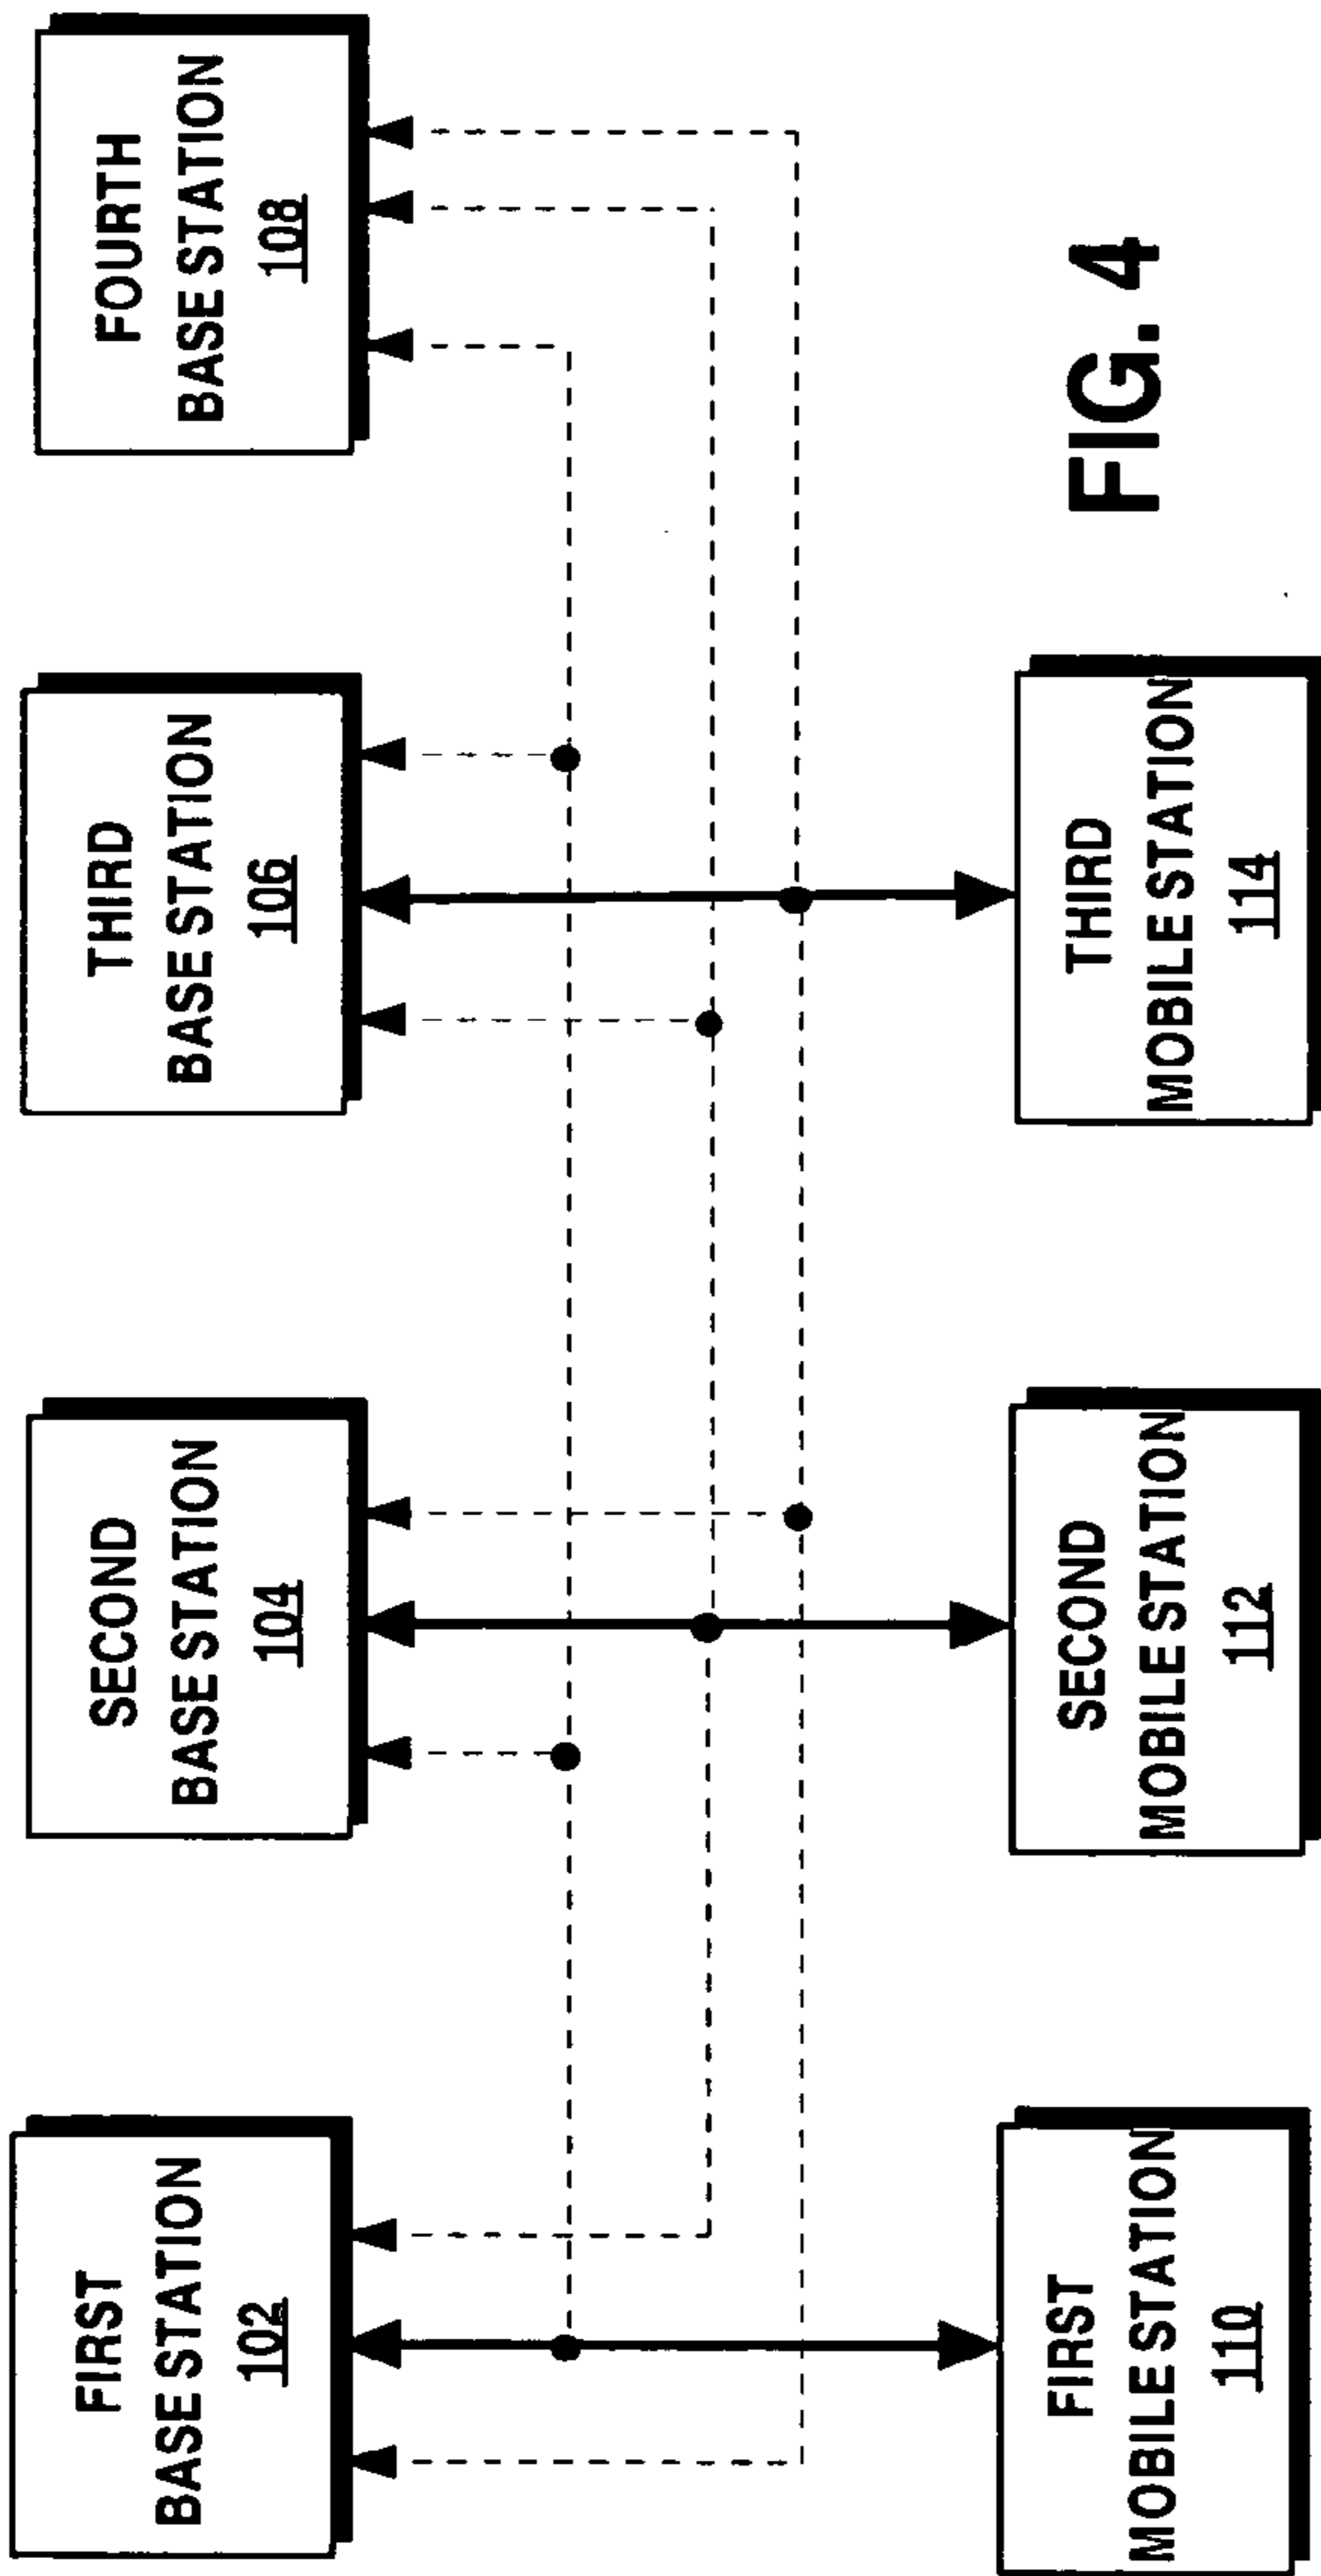 FIRST
BASE STATION
102
SECOND
BASE STATION
104
THIRD
BASE STATION
106
FOURTH
BASE STATION
108
FIRST
MOBILE STATION
110
SECOND
MOBILE STATION
112
THIRD
MOBILE STATION
114
FIG. 4